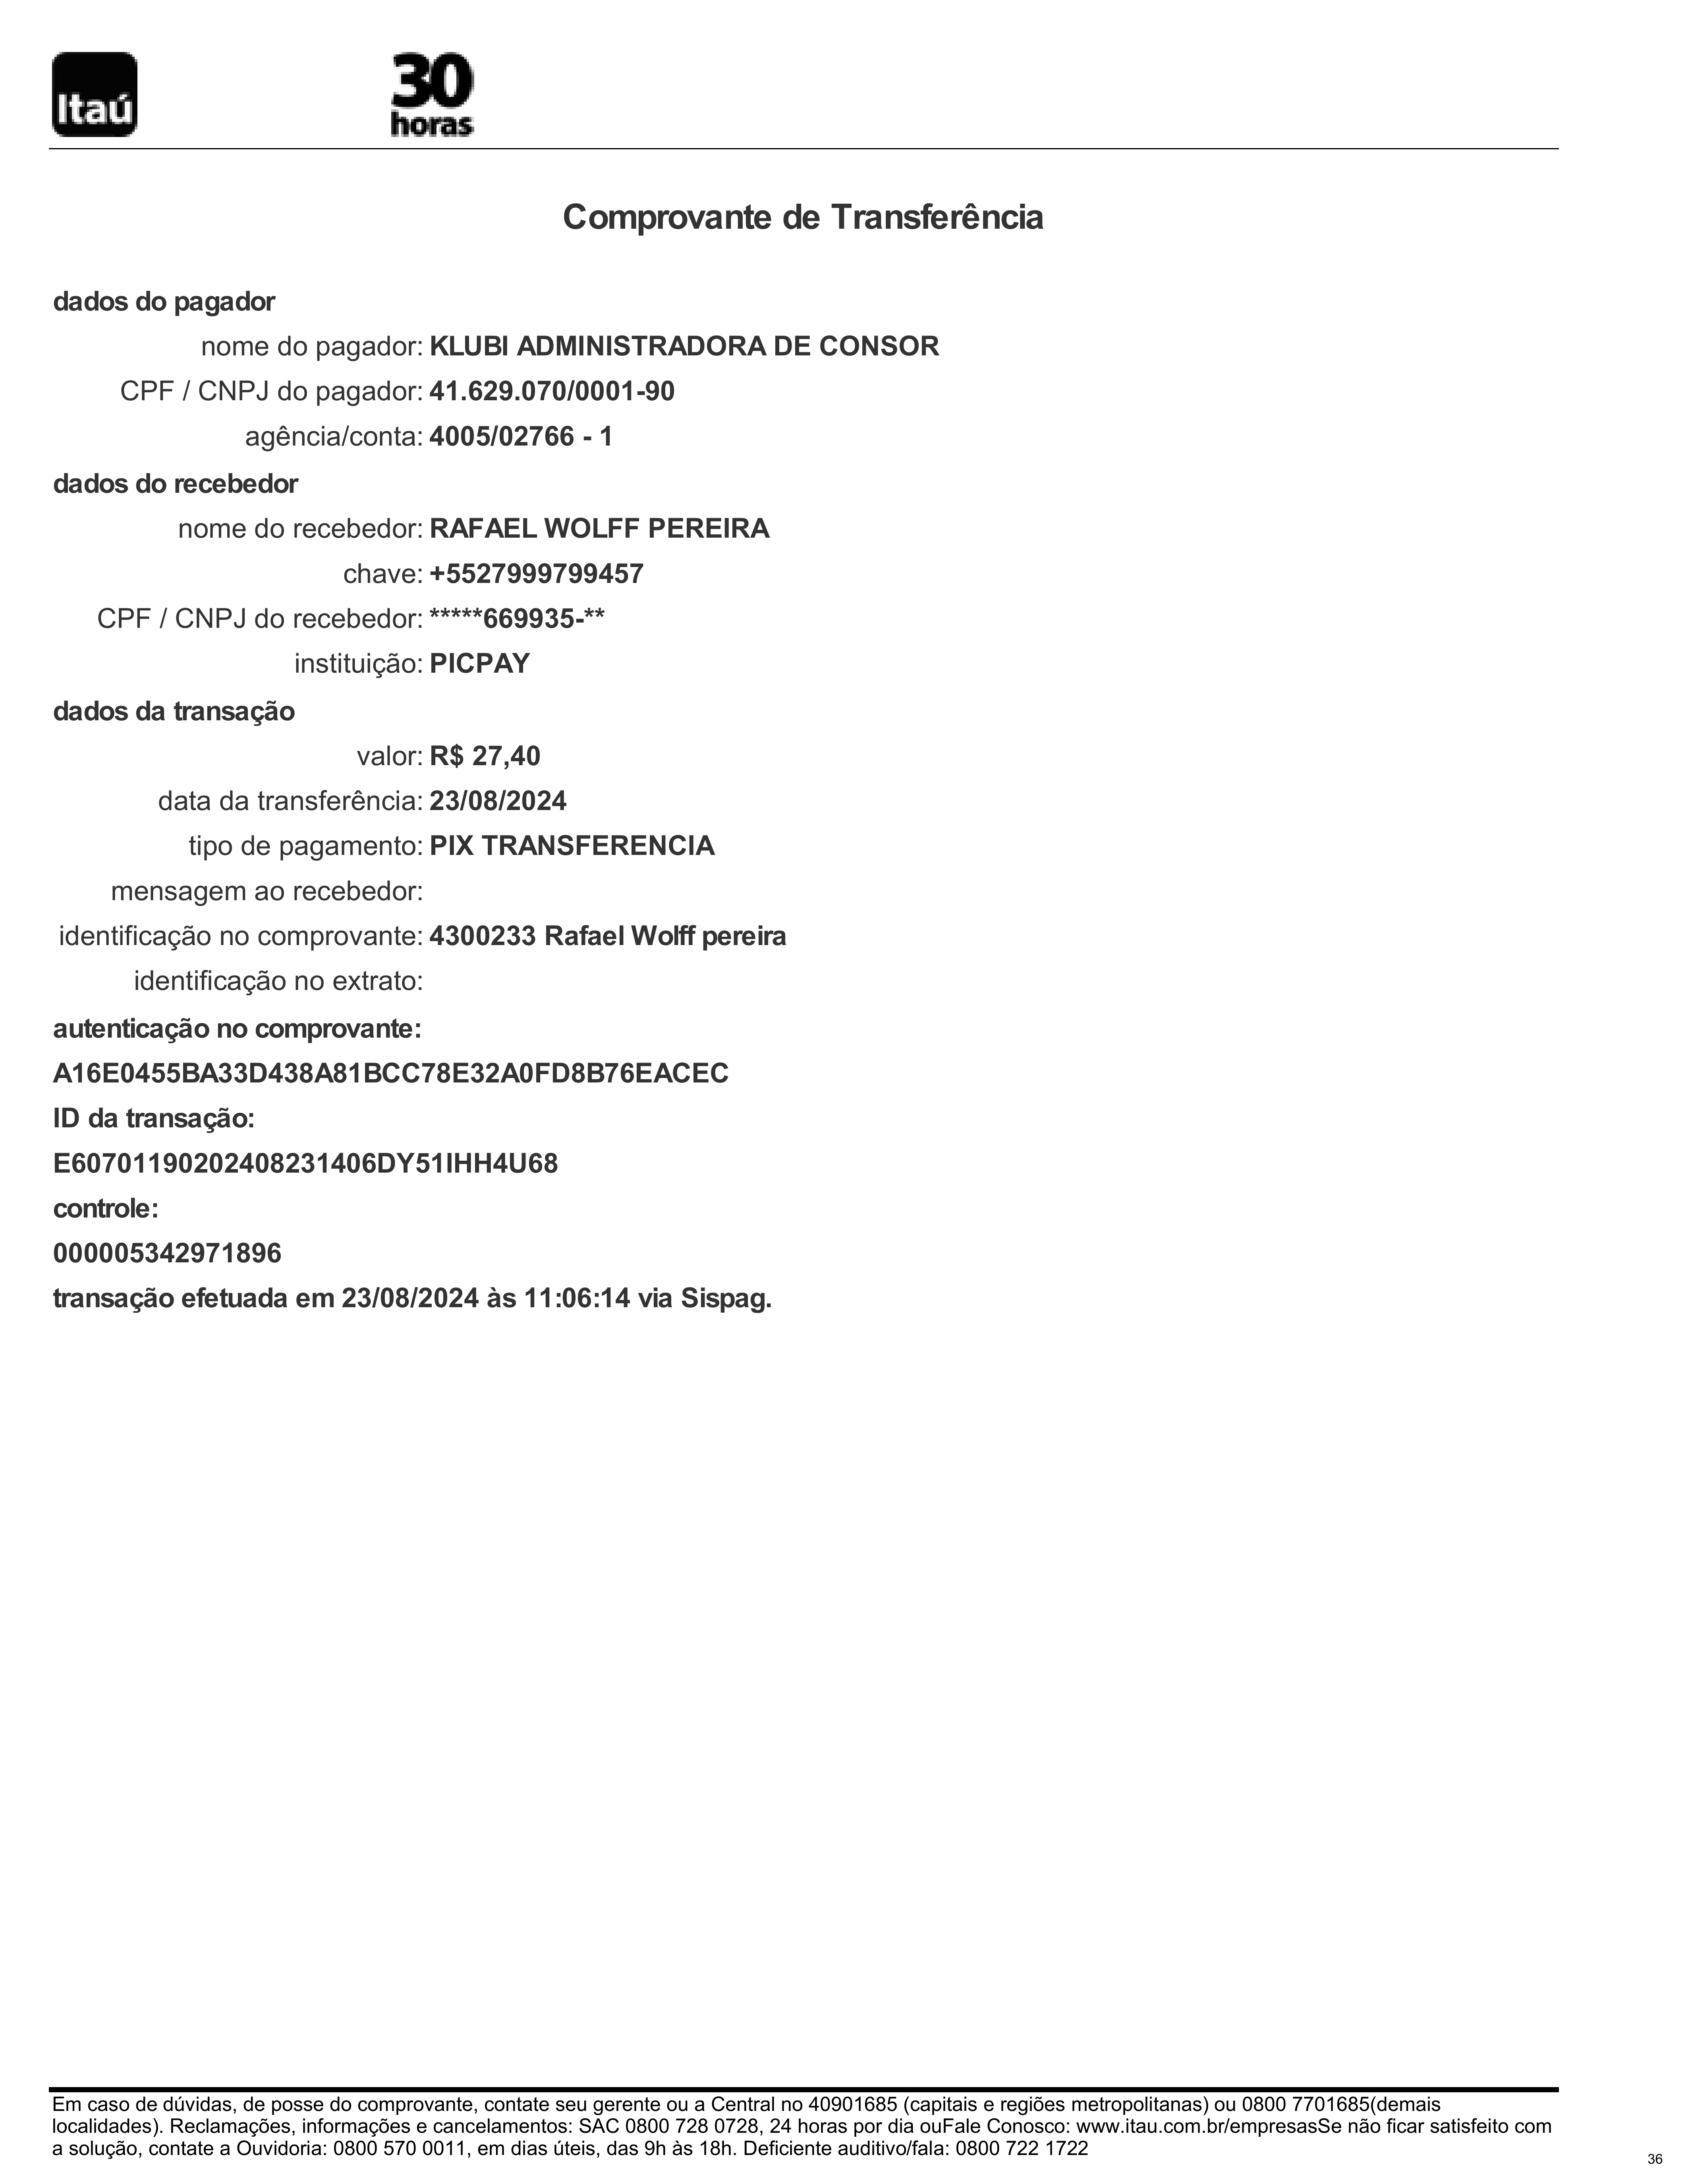 Itaú
30
horas
Comprovante de Transferência
dados do pagador
nome do pagador: KLUBI ADMINISTRADORA DE CONSOR
CPF / CNPJ do pagador: 41.629.070/0001-90
agência/conta: 4005/02766 - 1
dados do recebedor
nome do recebedor: RAFAEL WOLFF PEREIRA
chave: +5527999799457
CPF / CNPJ do recebedor: *****669935-**
instituição: PICPAY
dados da transação
valor: R$ 27,40
data da transferência: 23/08/2024
tipo de pagamento: PIX TRANSFERENCIA
mensagem ao recebedor:
identificação no comprovante: 4300233 Rafael Wolff pereira
identificação no extrato:
autenticação no comprovante:
A16E0455BA33D438A81BCC78E32A0FD8B76EACEC
ID da transação:
E60701190202408231406DY51IHH4U68
controle:
000005342971896
transação efetuada em 23/08/2024 às 11:06:14 via Sispag.
Em caso de dúvidas, de posse do comprovante, contate seu gerente ou a Central no 40901685 (capitais e regiões metropolitanas) ou 0800 7701685(demais
localidades). Reclamações, informações e cancelamentos: SAC 0800 728 0728, 24 horas por dia ouFale Conosco: www.itau.com.br/empresasSe não ficar satisfeito com
a solução, contate a Ouvidoria: 0800 570 0011, em dias úteis, das 9h às 18h. Deficiente auditivo/fala: 0800 722 1722
36